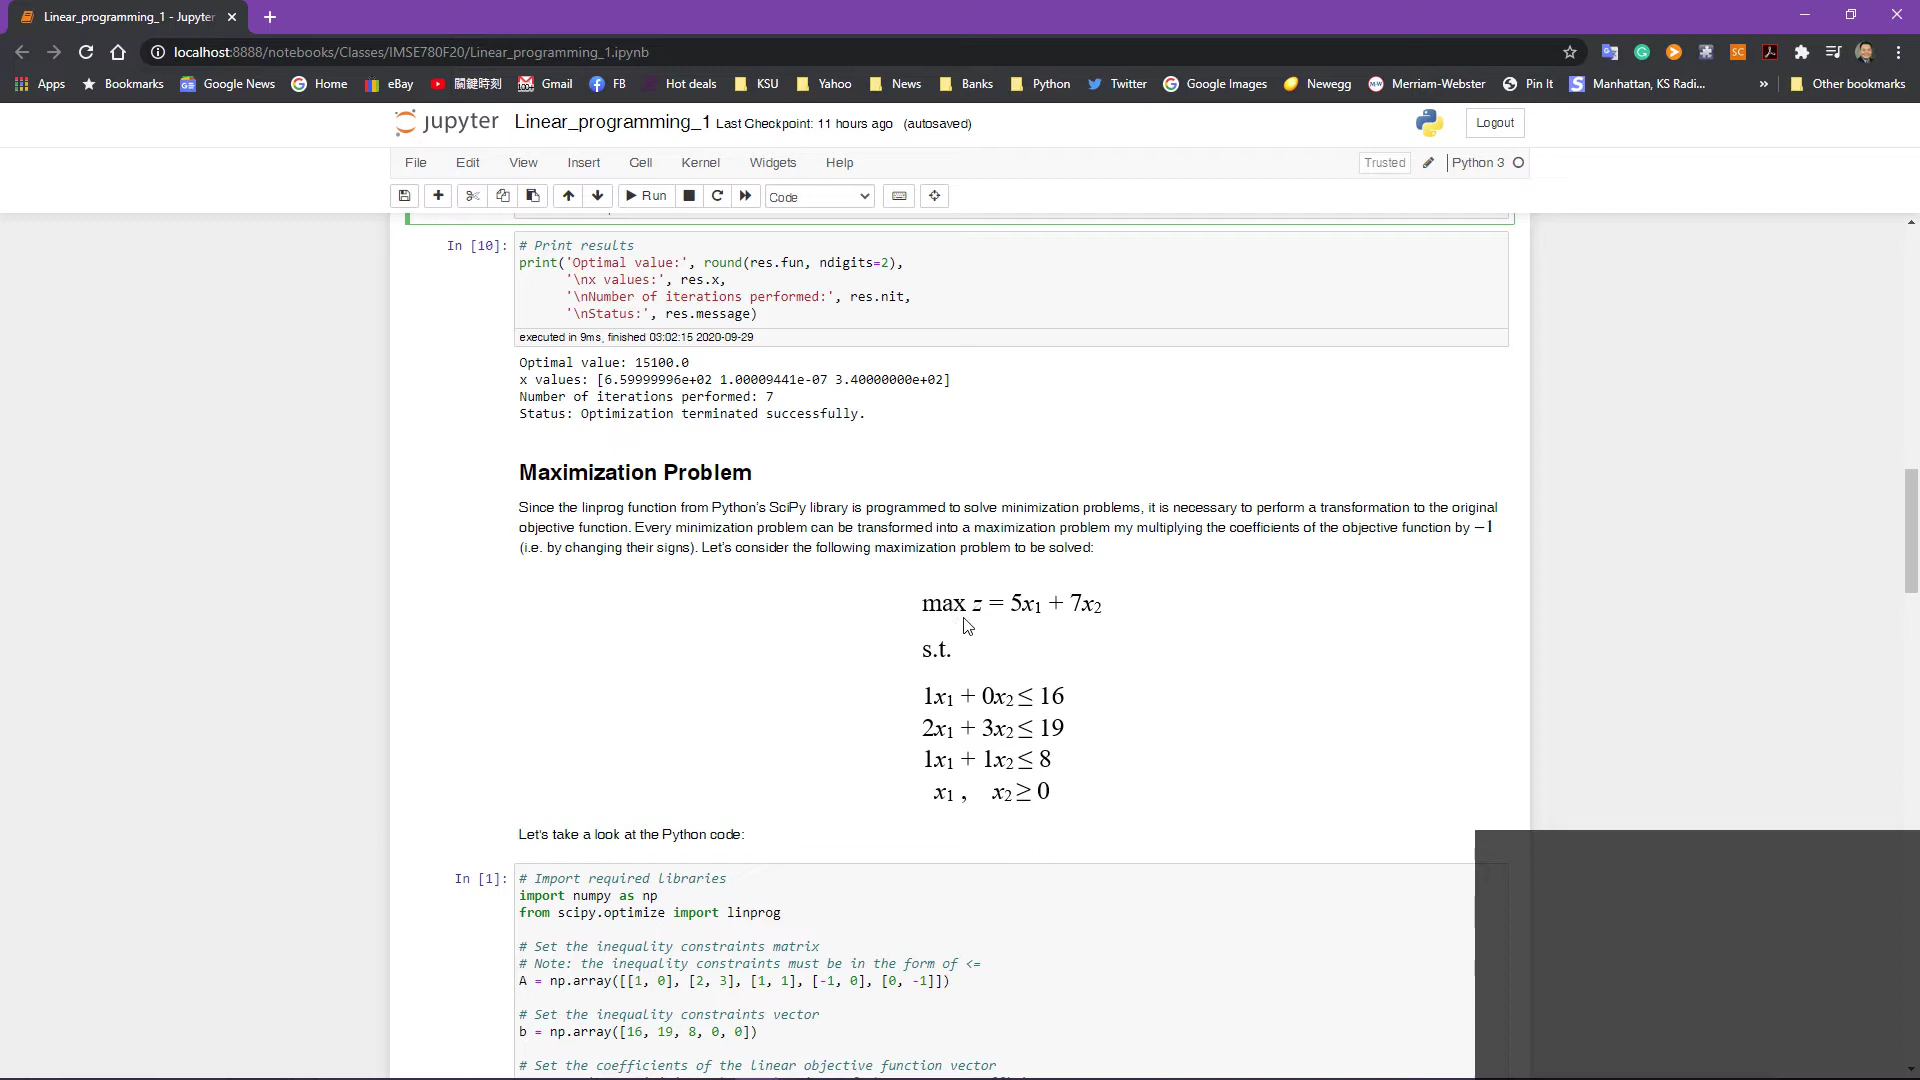 Linear_programming_1 - Jupyter
localhost:8888/notebooks/Classes/IMSE780F20/Linear_programming_1.ipynb
Apps Bookmarks Google News Home eBay 關鍵時刻 Gmail FB Hot deals KSU Yahoo News Banks Python Twitter Google Images Newegg Merriam-Webster Pin It Manhattan, KS Radi... » Other bookmarks
jupyter Linear_programming_1 Last Checkpoint: 11 hours ago (autosaved) Logout
File Edit View Insert Cell Kernel Widgets Help Trusted Python 3
Run Code
In [10]: # Print results
print('Optimal value:', round(res.fun, ndigits=2),
'\nx values:', res.x,
'\nNumber of iterations performed:', res.nit,
'\nStatus:', res.message)
executed in 9ms, finished 03:02:15 2020-09-29
Optimal value: 15100.0
x values: [6.59999996e+02 1.00009441e-07 3.40000000e+02]
Number of iterations performed: 7
Status: Optimization terminated successfully.
Maximization Problem
Since the linprog function from Python's SciPy library is programmed to solve minimization problems, it is necessary to perform a transformation to the original
objective function. Every minimization problem can be transformed into a maximization problem my multiplying the coefficients of the objective function by −1
(i.e. by changing their signs). Let's consider the following maximization problem to be solved:
max z = 5x₁ + 7x₂
s.t.
1x₁ + 0x₂ ≤ 16
2x₁ + 3x₂ ≤ 19
1x₁ + 1x₂ ≤ 8
x₁ , x₂ ≥ 0
Let's take a look at the Python code:
In [1]: # Import required libraries
import numpy as np
from scipy.optimize import linprog
# Set the inequality constraints matrix
# Note: the inequality constraints must be in the form of <=
A = np.array([[1, 0], [2, 3], [1, 1], [-1, 0], [0, -1]])
# Set the inequality constraints vector
b = np.array([16, 19, 8, 0, 0])
# Set the coefficients of the linear objective function vector